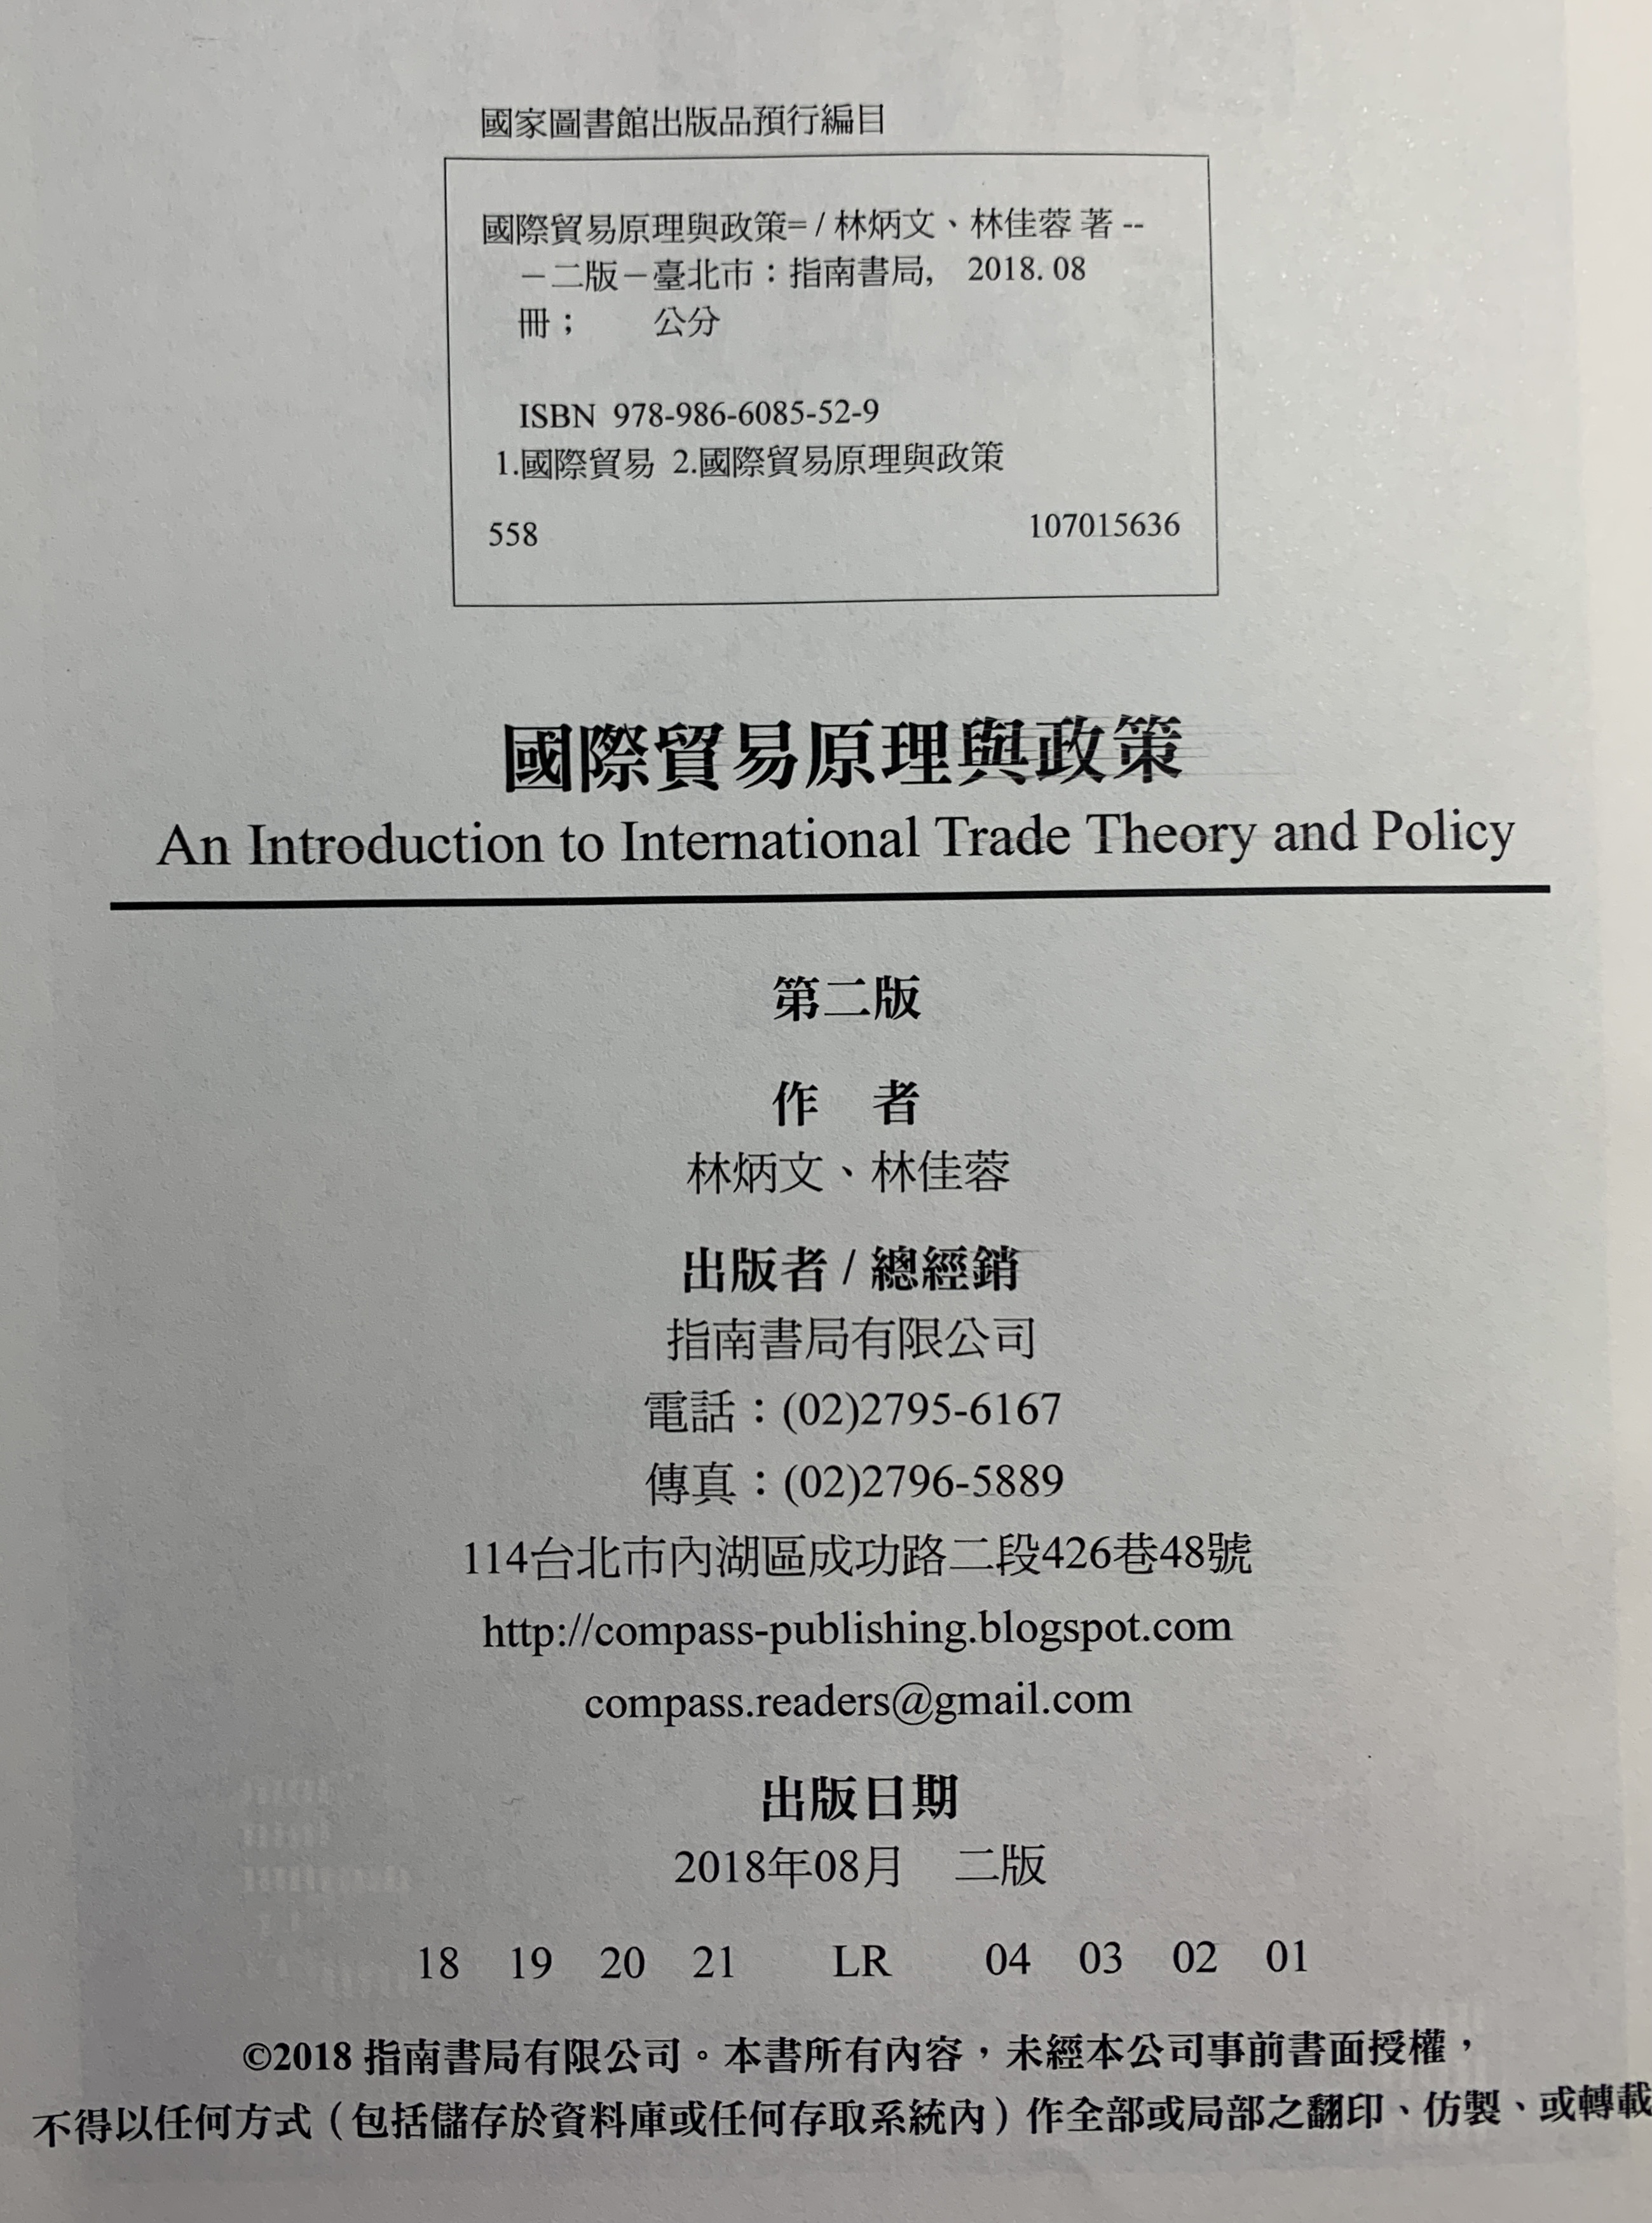 國家圖書館出版品預行編目
國際貿易原理與政策= / 林炳文、林佳蓉 著 --
－二版－臺北市：指南書局, 2018. 08
冊； 公分
ISBN 978-986-6085-52-9
1.國際貿易 2.國際貿易原理與政策
558 107015636
國際貿易原理與政策
An Introduction to International Trade Theory and Policy
第二版
作 者
林炳文、林佳蓉
出版者 / 總經銷
指南書局有限公司
電話：(02)2795-6167
傳真：(02)2796-5889
114台北市內湖區成功路二段426巷48號
http://compass-publishing.blogspot.com
compass.readers@gmail.com
出版日期
2018年08月 二版
18 19 20 21 LR 04 03 02 01
©2018 指南書局有限公司。本書所有內容，未經本公司事前書面授權，
不得以任何方式（包括儲存於資料庫或任何存取系統內）作全部或局部之翻印、仿製、或轉載